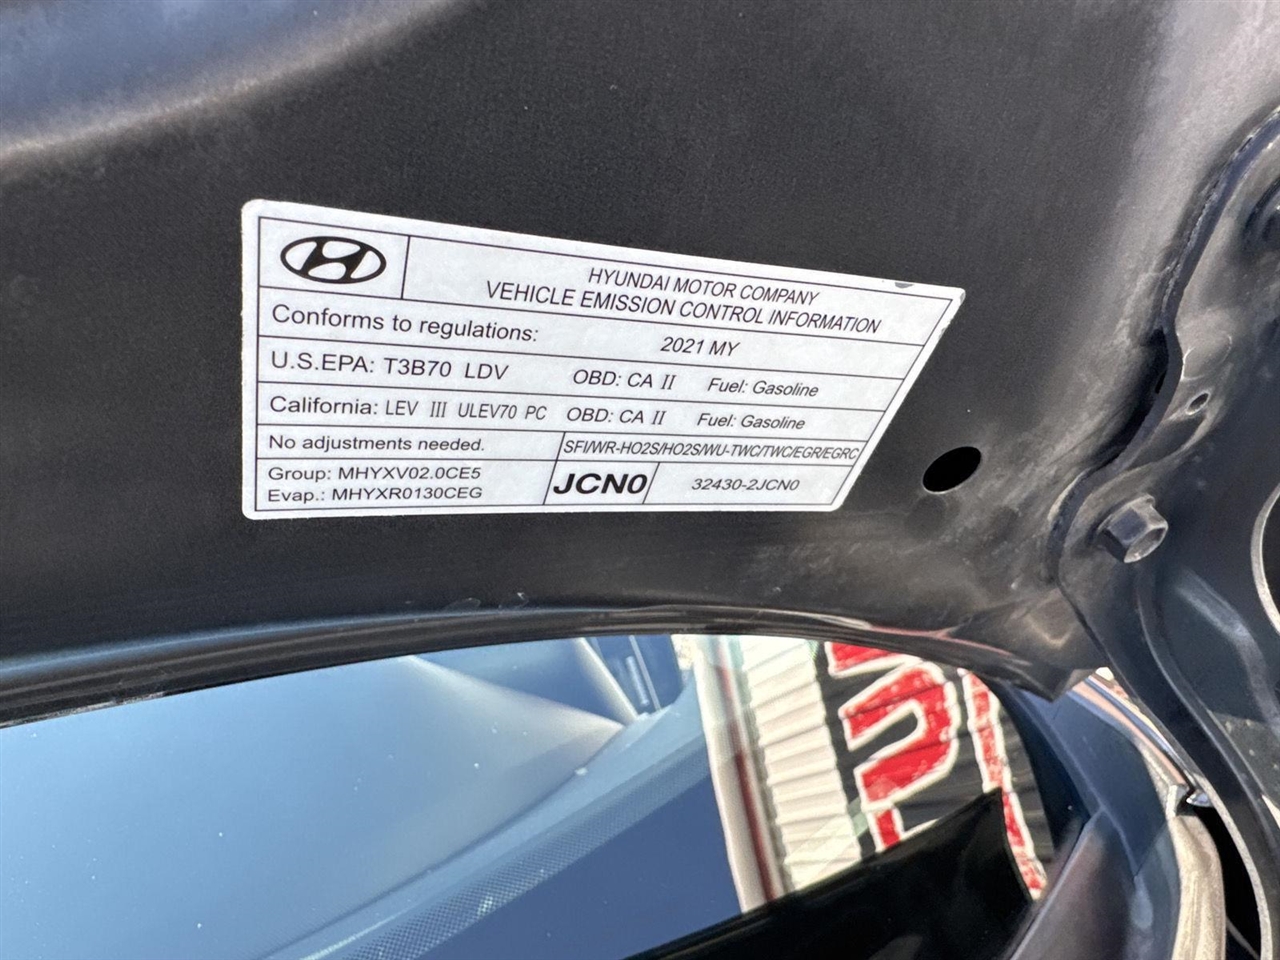 HYUNDAI MOTOR COMPANY
VEHICLE EMISSION CONTROL INFORMATION
Conforms to regulations: 2021 MY
U.S.EPA: T3B70 LDV OBD: CA II Fuel: Gasoline
California: LEV III ULEV70 PC OBD: CA II Fuel: Gasoline
No adjustments needed. SFI/WR-HO2S/HO2S/WU-TWC/TWC/EGR/EGRC
Group: MHYXV02.0CE5
Evap.: MHYXR0130CEG
JCN0 32430-2JCN0